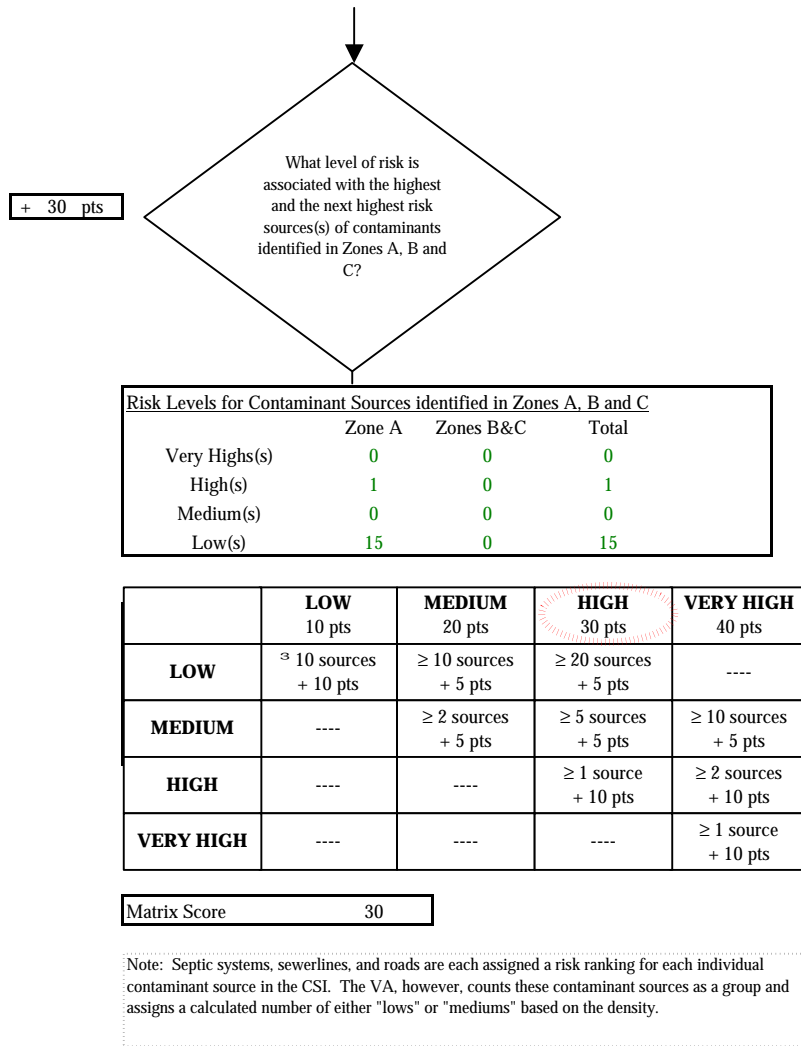 What level of risk is
associated with the highest
and the next highest risk
sources(s) of contaminants
identified in Zones A, B and
C?
+ 30 pts
Risk Levels for Contaminant Sources identified in Zones A, B and C
Zone A Zones B&C Total
Very Highs(s) 0 0 0
High(s) 1 0 1
Medium(s) 0 0 0
Low(s) 15 0 15
LOW MEDIUM HIGH VERY HIGH
10 pts 20 pts 30 pts 40 pts
LOW ³ 10 sources ≥ 10 sources ≥ 20 sources ----
+ 10 pts + 5 pts + 5 pts
MEDIUM ---- ≥ 2 sources ≥ 5 sources ≥ 10 sources
+ 5 pts + 5 pts + 5 pts
HIGH ---- ---- ≥ 1 source ≥ 2 sources
+ 10 pts + 10 pts
VERY HIGH ---- ---- ---- ≥ 1 source
+ 10 pts
Matrix Score 30
Note: Septic systems, sewerlines, and roads are each assigned a risk ranking for each individual
contaminant source in the CSI. The VA, however, counts these contaminant sources as a group and
assigns a calculated number of either "lows" or "mediums" based on the density.